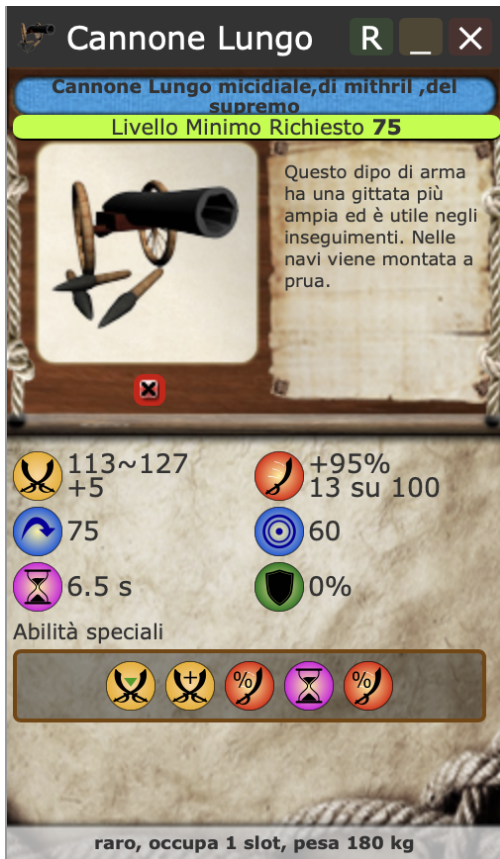 Cannone Lungo R _ X
Cannone Lungo micidiale,di mithril ,del
supremo
Livello Minimo Richiesto 75
Questo dipo di arma
ha una gittata più
ampia ed è utile negli
inseguimenti. Nelle
navi viene montata a
prua.
113~127
+5
+95%
13 su 100
75
60
6.5 s
0%
Abilità speciali
+ % %
raro, occupa 1 slot, pesa 180 kg